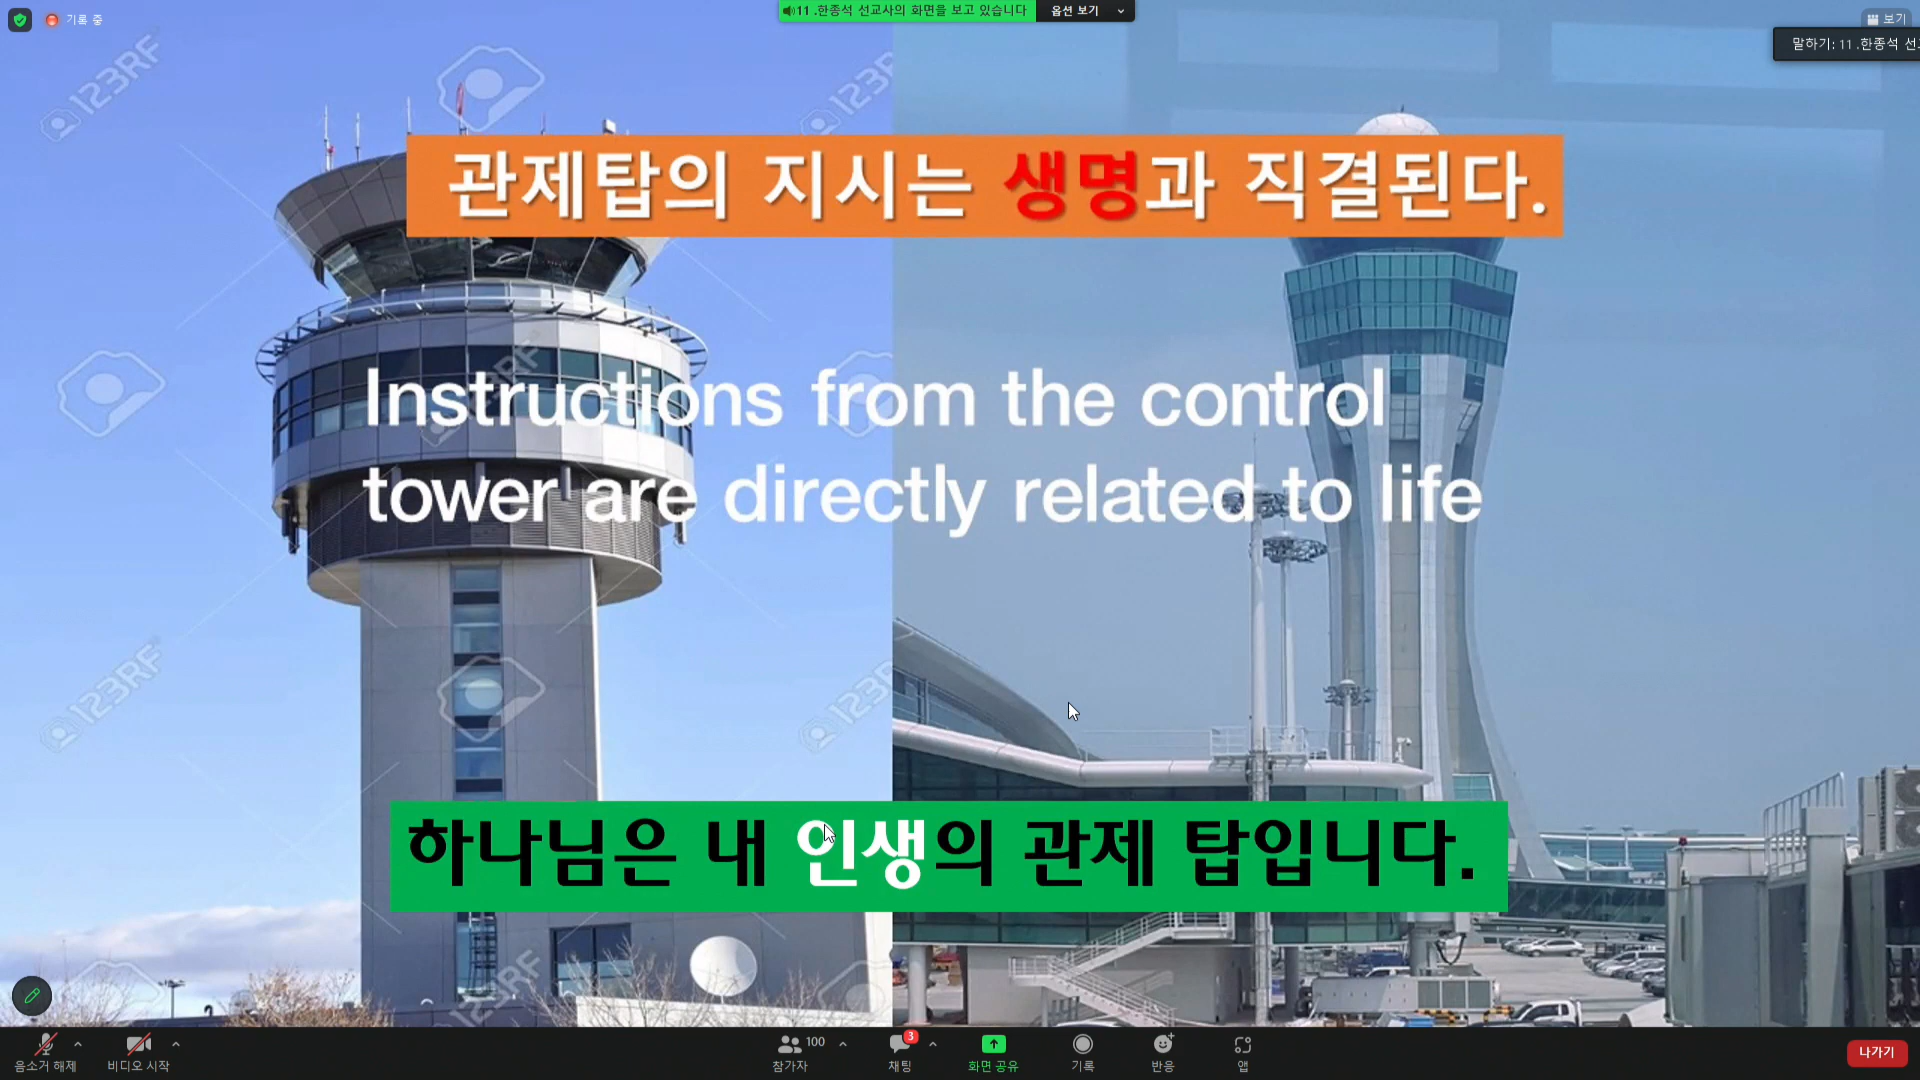 기록 중
11 .한종석 선교사의 화면을 보고 있습니다
옵션 보기
보기
말하기: 11 .한종석
123RF
123RF
관제탑의 지시는 생명과 직결된다.
Instructions from the control
tower are directly related to life
123RF
123RF
하나님은 내 인생의 관제 탑입니다.
123RF
음소거 해제
비디오 시작
100
참가자
3
채팅
화면 공유
기록
반응
앱
나가기